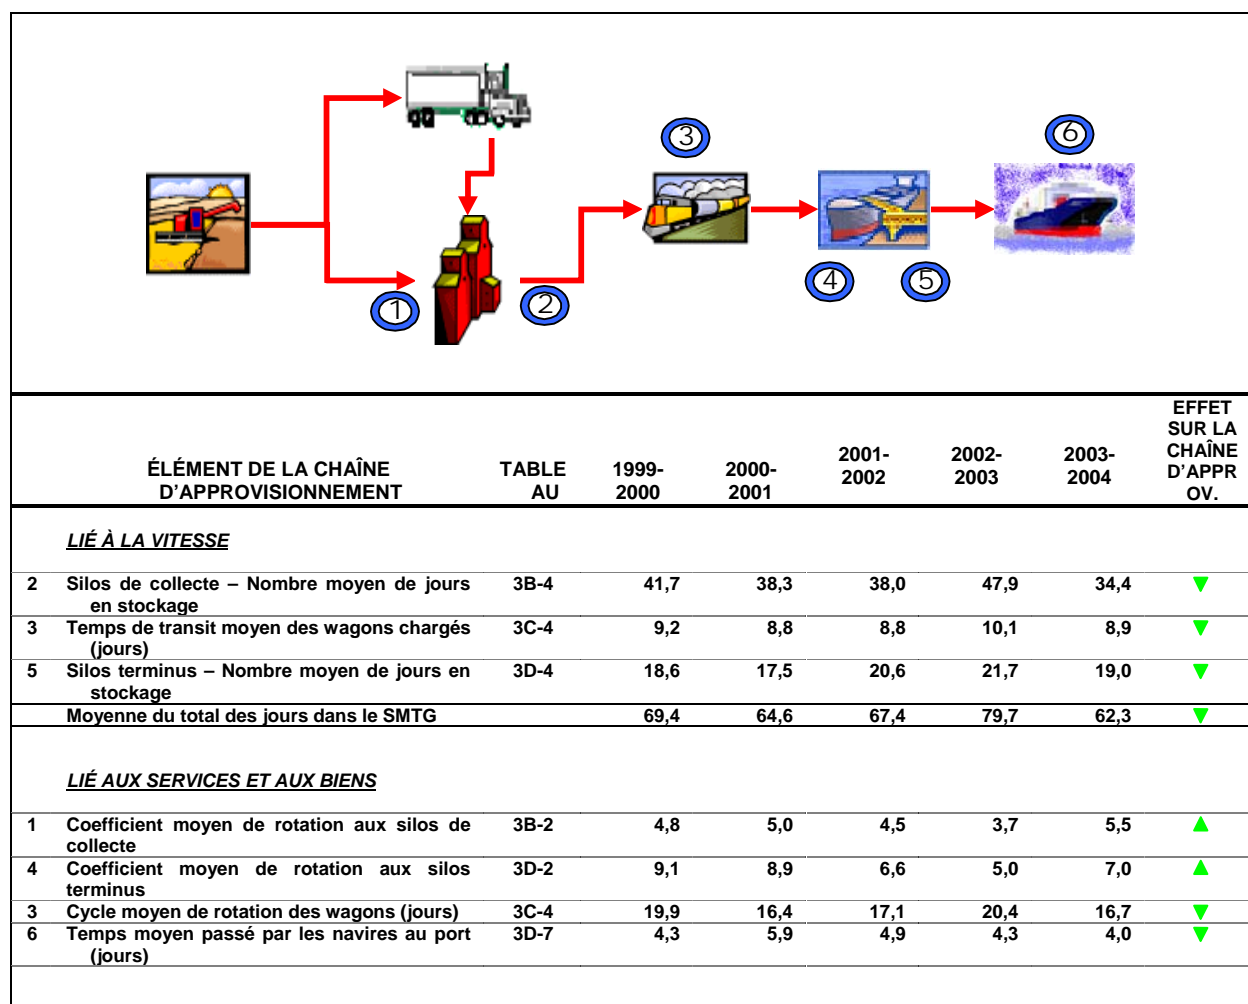 3
6
4
5
1
2
ÉLÉMENT DE LA CHAÎNE
D'APPROVISIONNEMENT
TABLE
AU
1999-
2000
2000-
2001
2001-
2002
2002-
2003
2003-
2004
EFFET
SUR LA
CHAÎNE
D'APPR
OV.
LIÉ À LA VITESSE
2 Silos de collecte – Nombre moyen de jours 3B-4 41,7 38,3 38,0 47,9 34,4 ▼
en stockage
3 Temps de transit moyen des wagons chargés 3C-4 9,2 8,8 8,8 10,1 8,9 ▼
(jours)
5 Silos terminus – Nombre moyen de jours en 3D-4 18,6 17,5 20,6 21,7 19,0 ▼
stockage
Moyenne du total des jours dans le SMTG 69,4 64,6 67,4 79,7 62,3 ▼
LIÉ AUX SERVICES ET AUX BIENS
1 Coefficient moyen de rotation aux silos de 3B-2 4,8 5,0 4,5 3,7 5,5 ▲
collecte
4 Coefficient moyen de rotation aux silos 3D-2 9,1 8,9 6,6 5,0 7,0 ▲
terminus
3 Cycle moyen de rotation des wagons (jours) 3C-4 19,9 16,4 17,1 20,4 16,7 ▼
6 Temps moyen passé par les navires au port 3D-7 4,3 5,9 4,9 4,3 4,0 ▼
(jours)